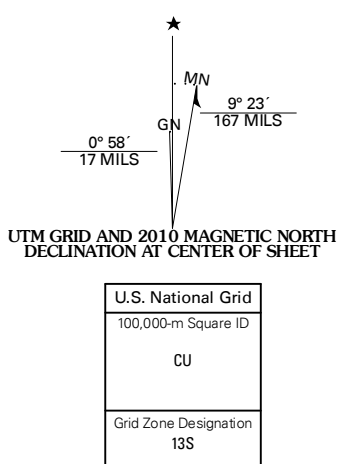 MN
9° 23´
167 MILS
GN
0° 58´
17 MILS
UTM GRID AND 2010 MAGNETIC NORTH
DECLINATION AT CENTER OF SHEET
U.S. National Grid
100,000-m Square ID
CU
Grid Zone Designation
13S